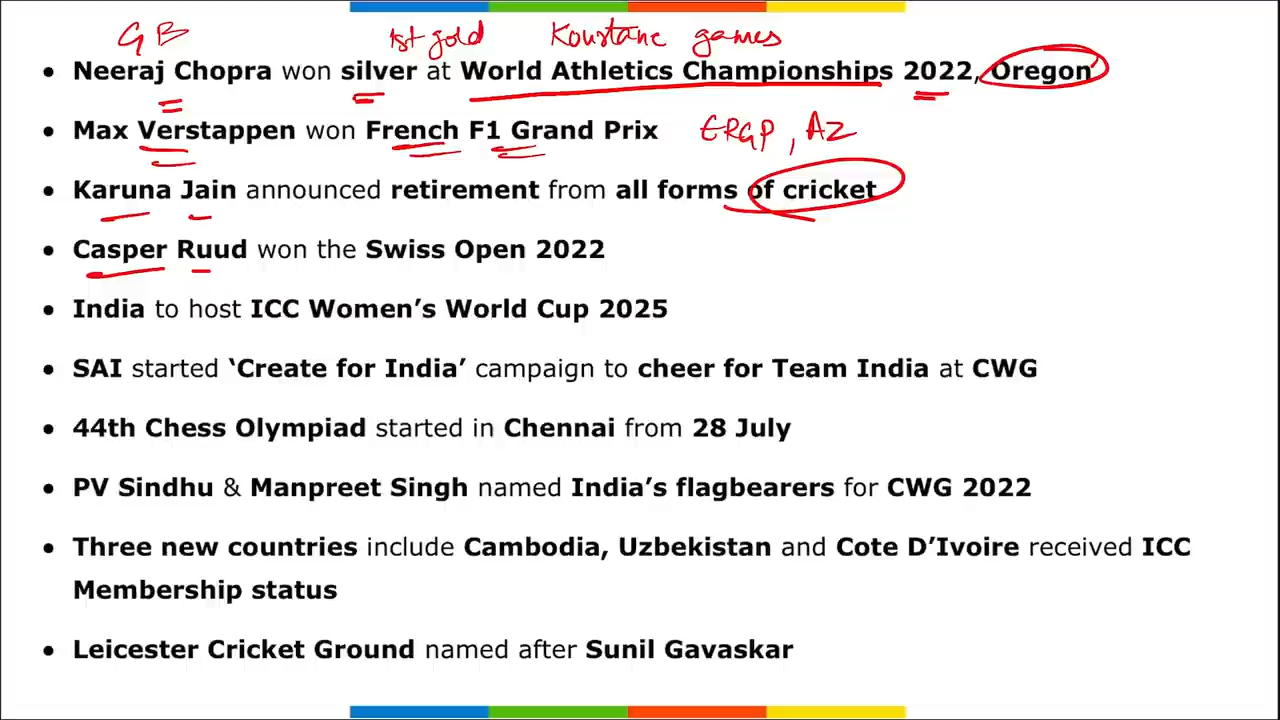 GB 1st gold Kourtane games
• Neeraj Chopra won silver at World Athletics Championships 2022, Oregon
• Max Verstappen won French F1 Grand Prix ERGP, AZ
• Karuna Jain announced retirement from all forms of cricket
• Casper Ruud won the Swiss Open 2022
• India to host ICC Women’s World Cup 2025
• SAI started ‘Create for India’ campaign to cheer for Team India at CWG
• 44th Chess Olympiad started in Chennai from 28 July
• PV Sindhu & Manpreet Singh named India’s flagbearers for CWG 2022
• Three new countries include Cambodia, Uzbekistan and Cote D’Ivoire received ICC
Membership status
• Leicester Cricket Ground named after Sunil Gavaskar